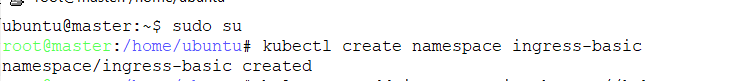 ubuntu@master:~$ sudo su
root@master:/home/ubuntu# kubectl create namespace ingress-basic
namespace/ingress-basic created